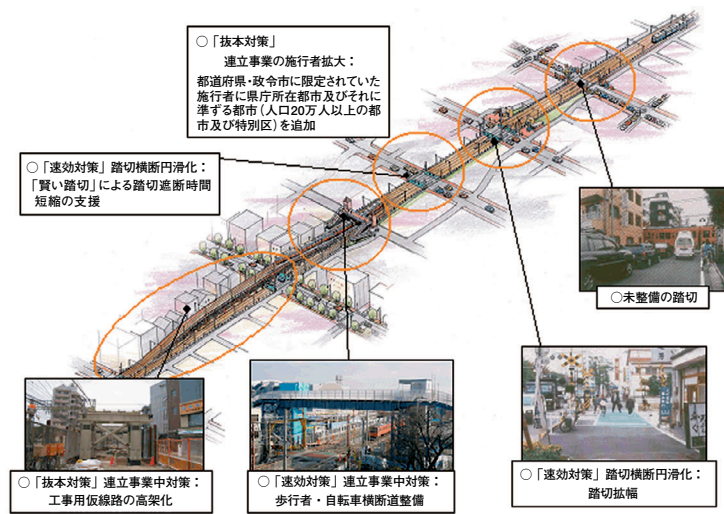 ○「抜本対策」
連立事業の施行者拡大：
都道府県・政令市に限定されていた
施行者に県庁所在都市及びそれに
準ずる都市（人口20万人以上の都
市及び特別区）を追加
○「速効対策」踏切横断円滑化：
「賢い踏切」による踏切遮断時間
短縮の支援
○未整備の踏切
○「抜本対策」連立事業中対策：
工事用仮線路の高架化
○「速効対策」連立事業中対策：
歩行者・自転車横断道整備
○「速効対策」踏切横断円滑化：
踏切拡幅